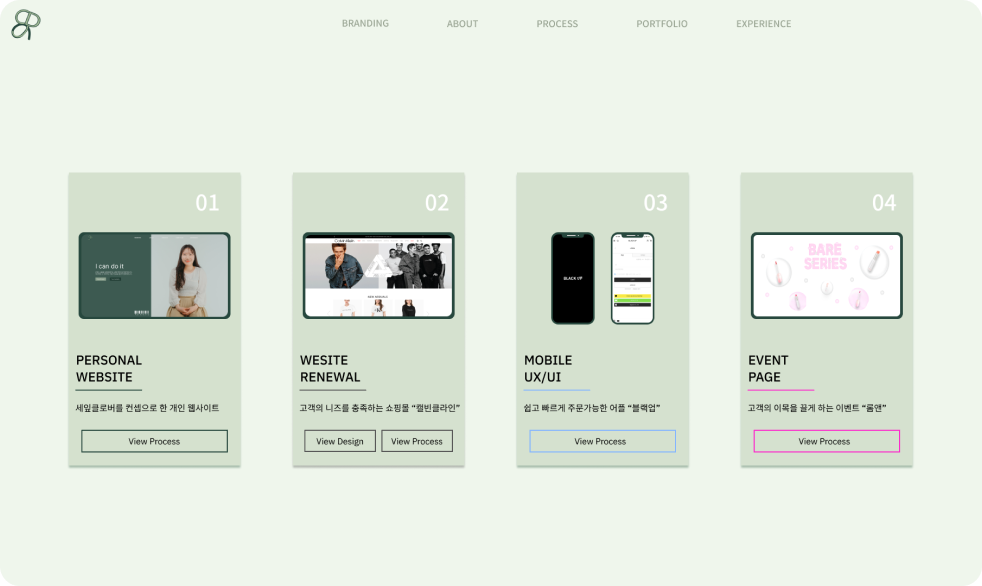 BRANDING
ABOUT
PROCESS
PORTFOLIO
EXPERIENCE
01
I can do it
PERSONAL
WEBSITE
세잎클로버를 컨셉으로 한 개인 웹사이트
View Process
02
WESITE
RENEWAL
고객의 니즈를 충족하는 쇼핑몰 “캘빈클라인”
View Design
View Process
03
BLACK UP
MOBILE
UX/UI
쉽고 빠르게 주문가능한 어플 “블랙업”
View Process
04
BARE
SERIES
EVENT
PAGE
고객의 이목을 끌게 하는 이벤트 “롬앤”
View Process